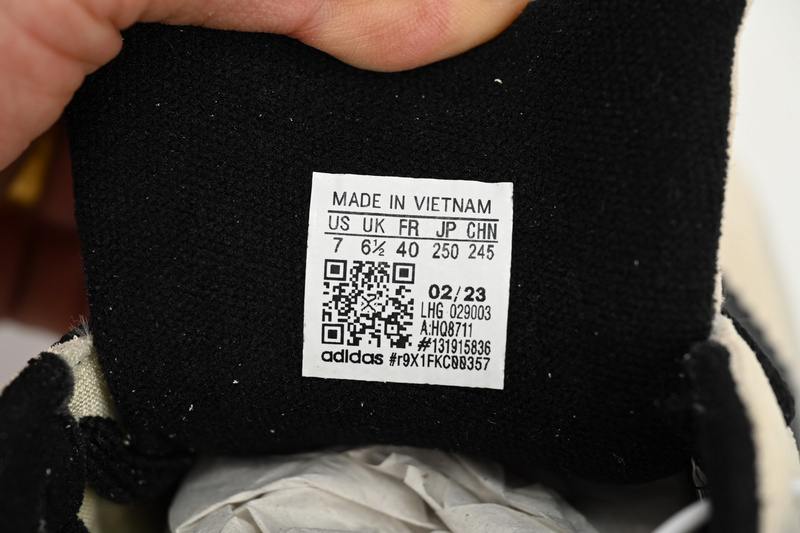 MADE IN VIETNAM
US UK FR JP CHN
7 6½ 40 250 245
02/23
LHG 029003
A:HQ8711
#131915836
adidas #r9X1FKC00357